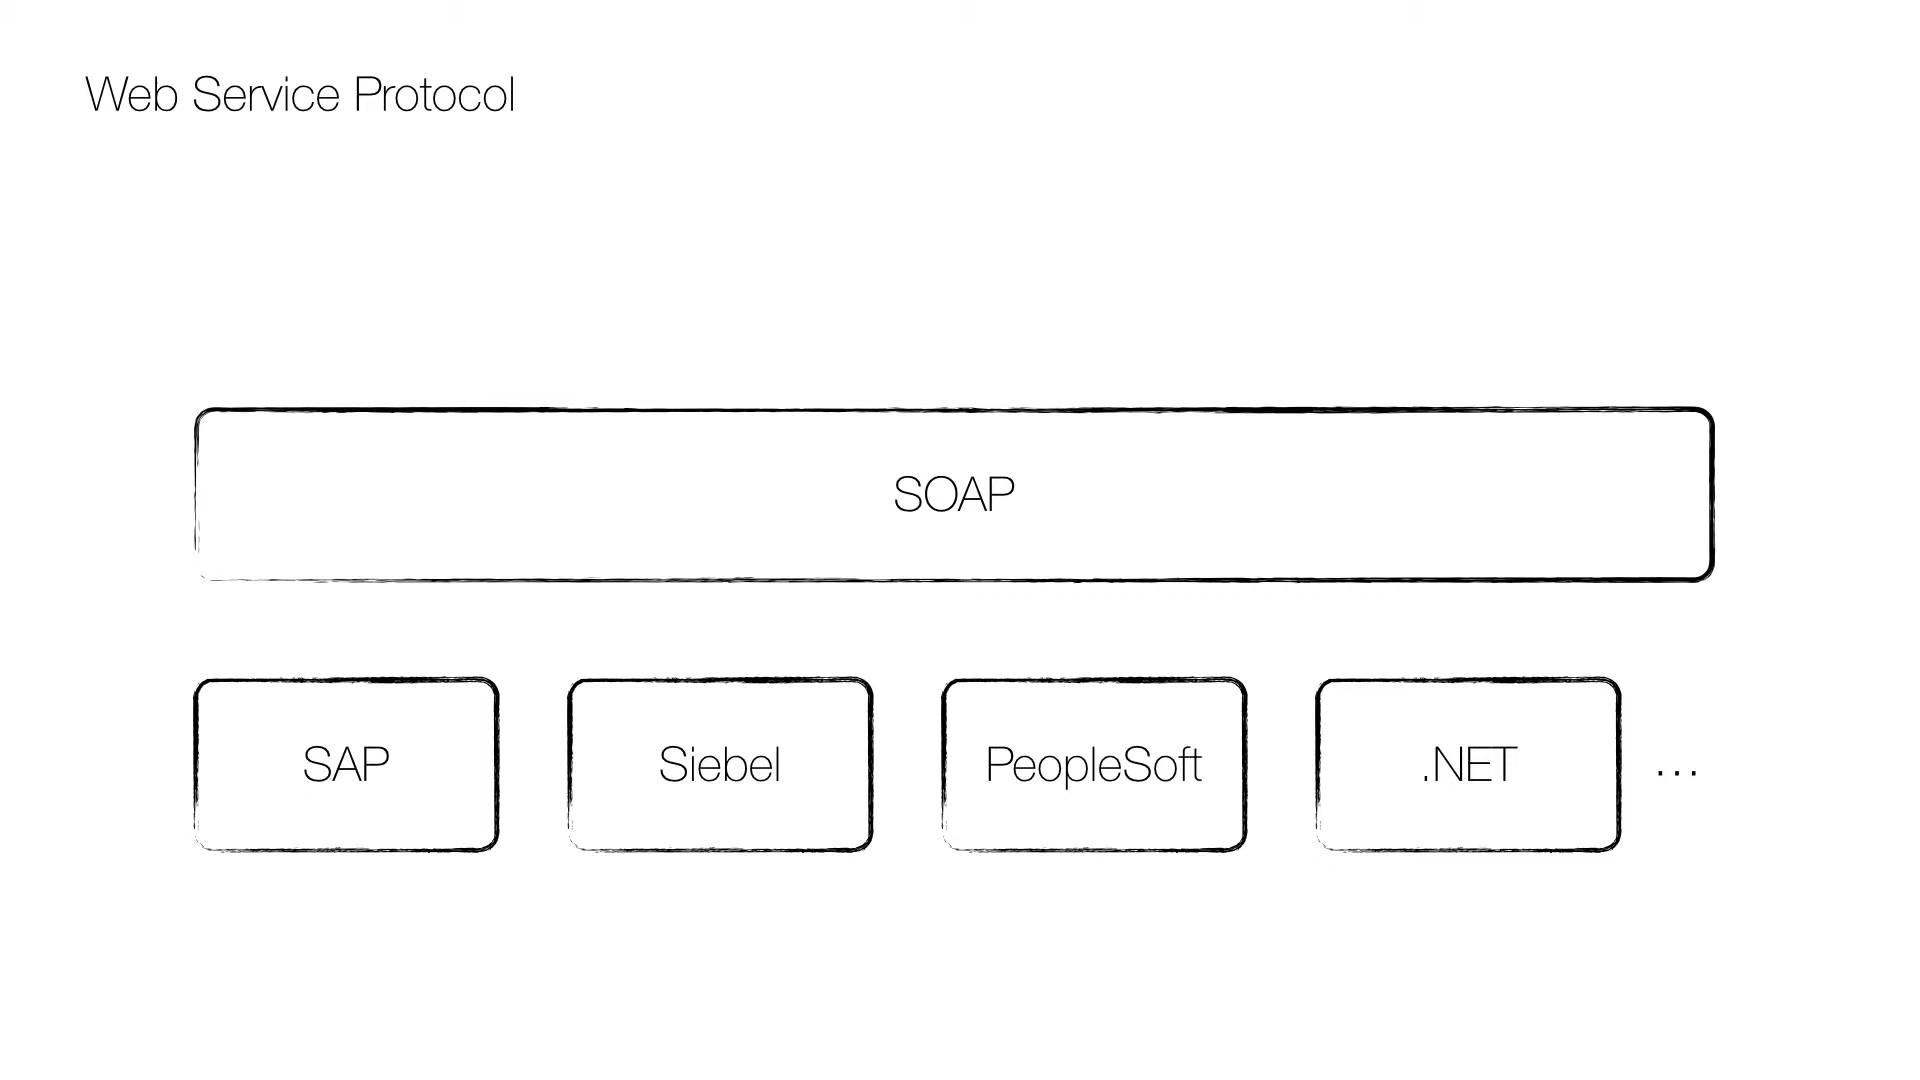 Web Service Protocol
SOAP
SAP
Siebel
PeopleSoft
.NET
...